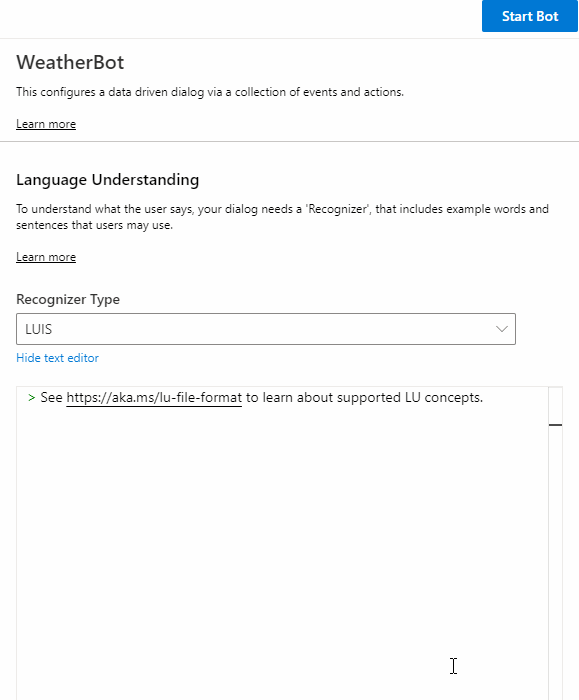 Start Bot
WeatherBot
This configures a data driven dialog via a collection of events and actions.
Learn more
Language Understanding
To understand what the user says, your dialog needs a 'Recognizer', that includes example words and
sentences that users may use.
Learn more
Recognizer Type
LUIS
Hide text editor
> See https://aka.ms/lu-file-format to learn about supported LU concepts.